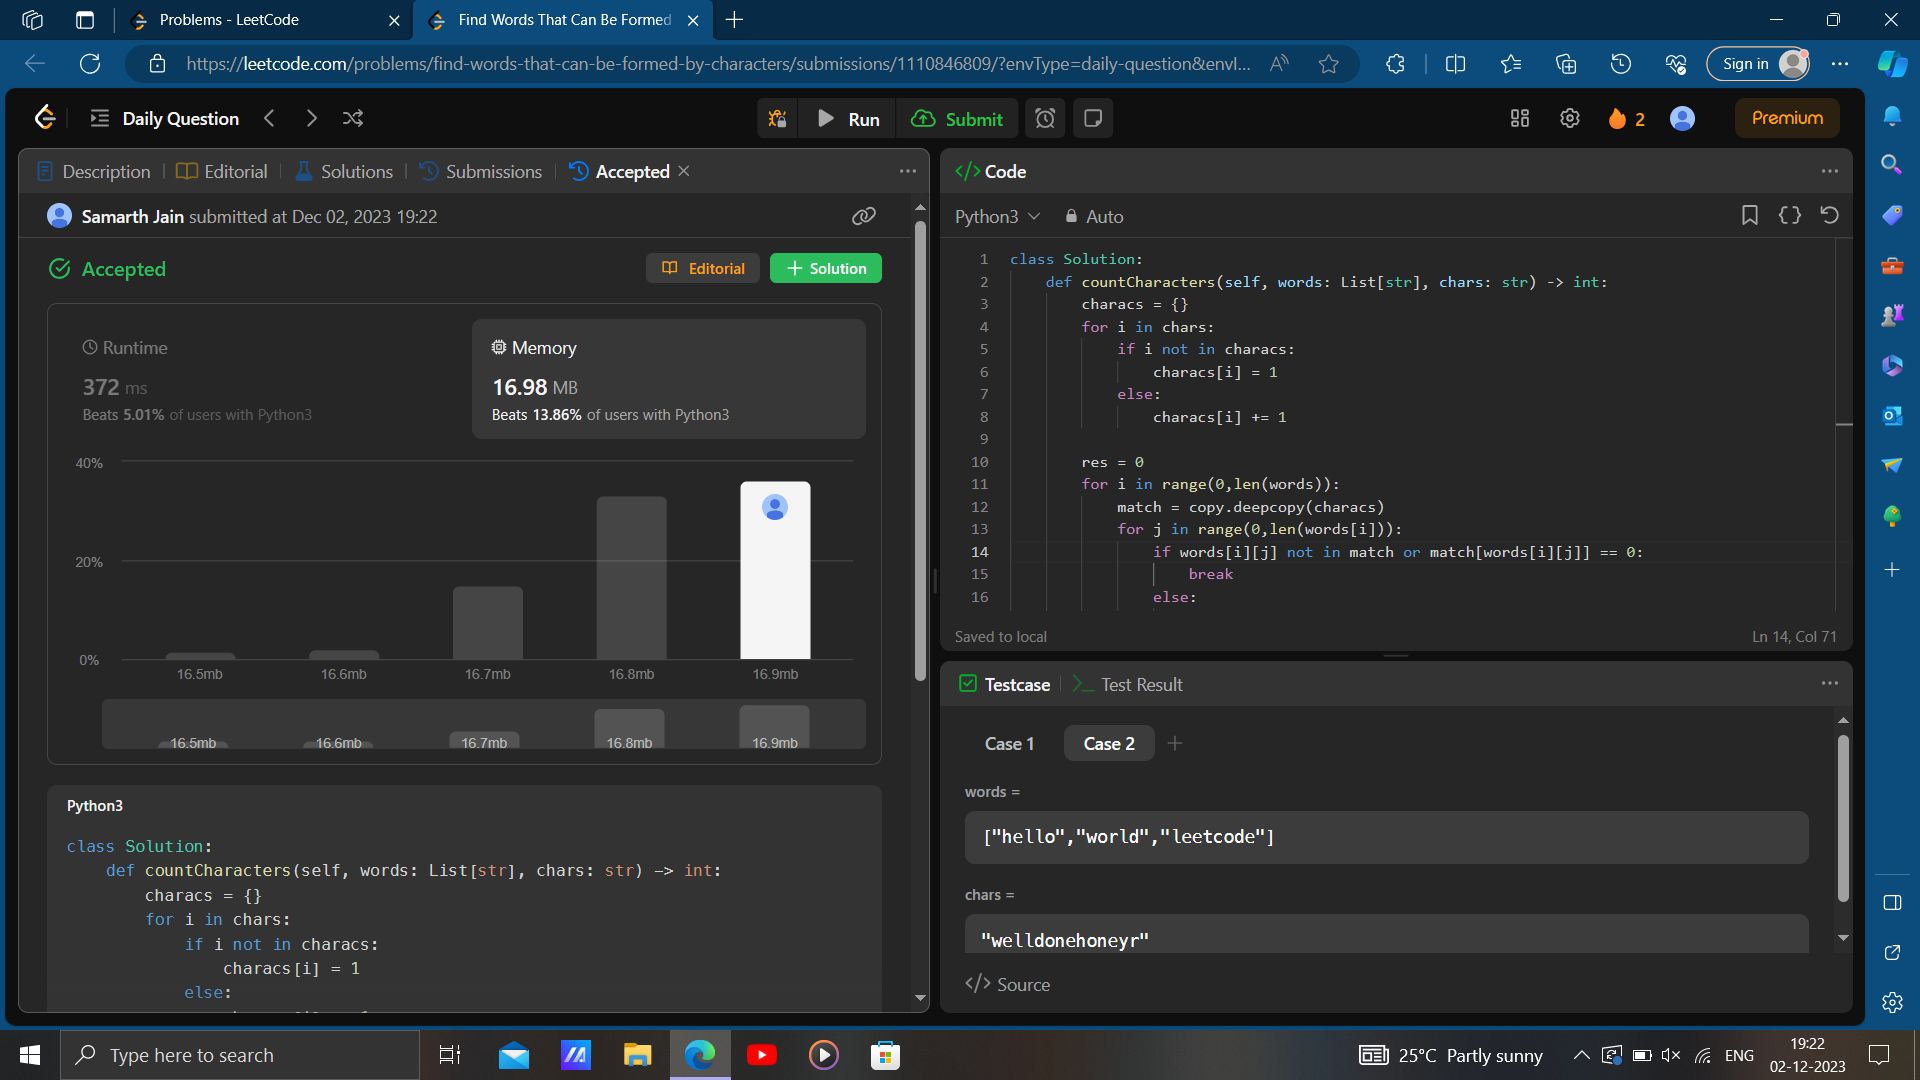 Problems - LeetCode
Find Words That Can Be Formed
https://leetcode.com/problems/find-words-that-can-be-formed-by-characters/submissions/1110846809/?envType=daily-question&envI...
Sign in
Daily Question
Run
Submit
2
Premium
Description
Editorial
Solutions
Submissions
Accepted
Samarth Jain submitted at Dec 02, 2023 19:22
Accepted
Editorial
Solution
Runtime
372 ms
Beats 5.01% of users with Python3
Memory
16.98 MB
Beats 13.86% of users with Python3
40%
20%
0%
16.5mb
16.6mb
16.7mb
16.8mb
16.9mb
16.5mb
16.6mb
16.7mb
16.8mb
16.9mb
Python3
class Solution:
    def countCharacters(self, words: List[str], chars: str) -> int:
        characs = {}
        for i in chars:
            if i not in characs:
                characs[i] = 1
            else:
</> Code
Python3
Auto
1 class Solution:
2     def countCharacters(self, words: List[str], chars: str) -> int:
3         characs = {}
4         for i in chars:
5             if i not in characs:
6                 characs[i] = 1
7             else:
8                 characs[i] += 1
9
10         res = 0
11         for i in range(0,len(words)):
12             match = copy.deepcopy(characs)
13             for j in range(0,len(words[i])):
14                 if words[i][j] not in match or match[words[i][j]] == 0:
15                     break
16                 else:
Saved to local
Ln 14, Col 71
Testcase
Test Result
Case 1
Case 2
words =
["hello","world","leetcode"]
chars =
"welldonehoneyr"
</> Source
Type here to search
25°C Partly sunny
ENG
19:22
02-12-2023